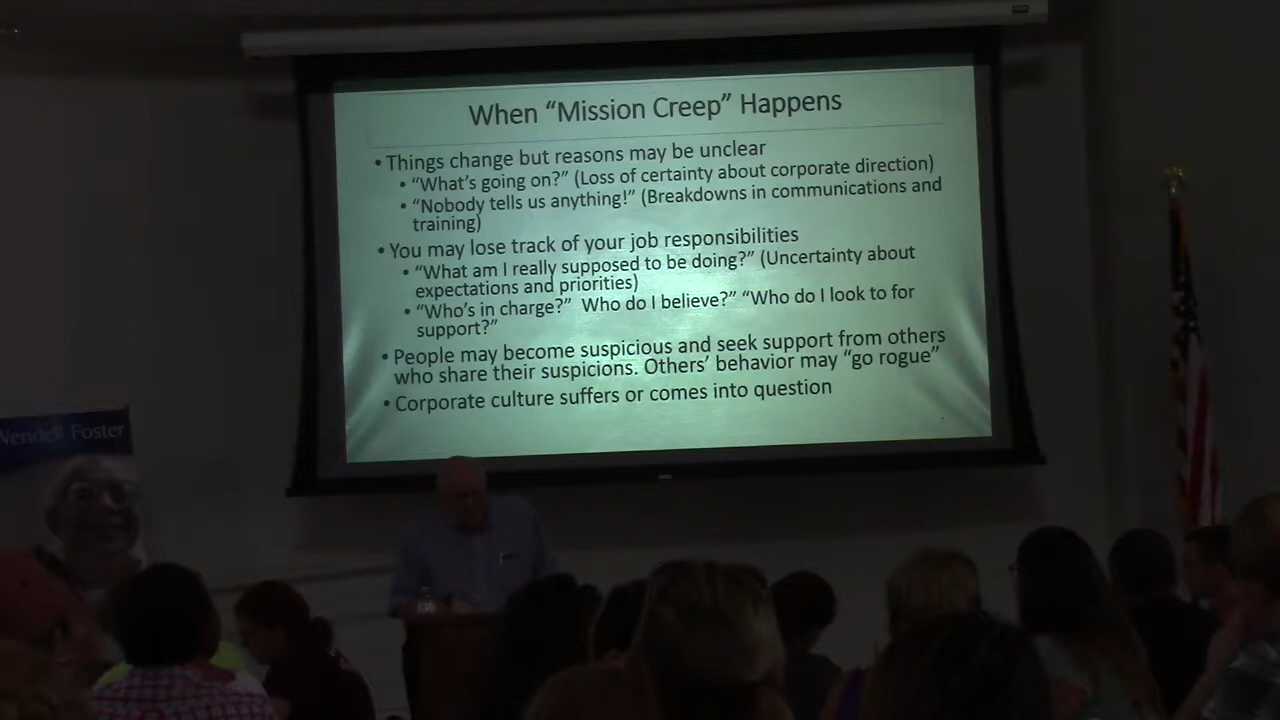 When “Mission Creep” Happens
• Things change but reasons may be unclear
• “What’s going on?” (Loss of certainty about corporate direction)
• “Nobody tells us anything!” (Breakdowns in communications and
training)
• You may lose track of your job responsibilities
• “What am I really supposed to be doing?” (Uncertainty about
expectations and priorities)
• “Who’s in charge?”  Who do I believe?” “Who do I look to for
support?”
• People may become suspicious and seek support from others
who share their suspicions. Others’ behavior may “go rogue”
• Corporate culture suffers or comes into question
Wendell Foster